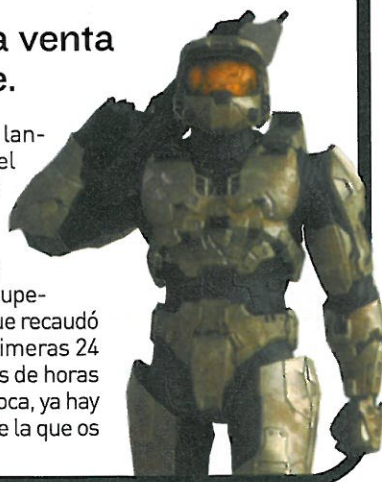 a venta
e.
lan-
el
upe-
ue recaudó
imeras 24
s de horas
oca, ya hay
e la que os